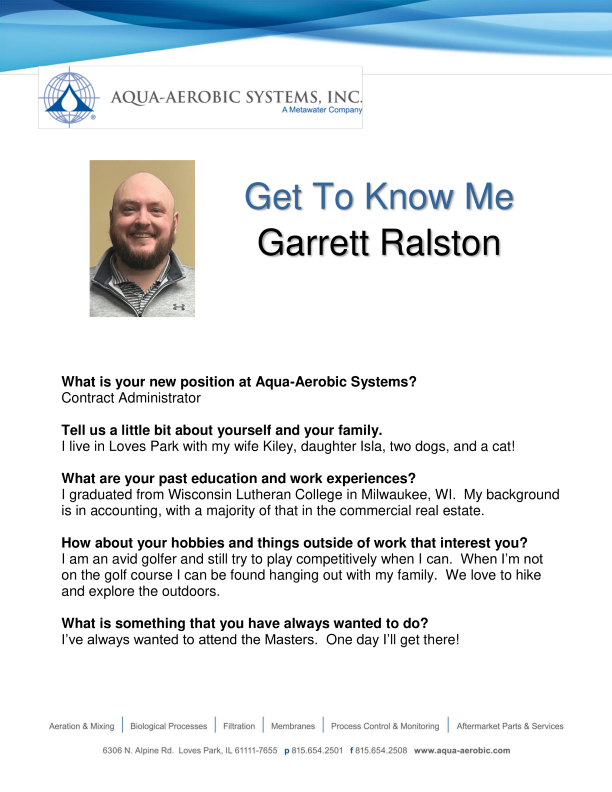 AQUA-AEROBIC SYSTEMS, INC.
A Metawater Company
®
Get To Know Me
Garrett Ralston
What is your new position at Aqua-Aerobic Systems?
Contract Administrator
Tell us a little bit about yourself and your family.
I live in Loves Park with my wife Kiley, daughter Isla, two dogs, and a cat!
What are your past education and work experiences?
I graduated from Wisconsin Lutheran College in Milwaukee, WI.  My background
is in accounting, with a majority of that in the commercial real estate.
How about your hobbies and things outside of work that interest you?
I am an avid golfer and still try to play competitively when I can.  When I’m not
on the golf course I can be found hanging out with my family.  We love to hike
and explore the outdoors.
What is something that you have always wanted to do?
I’ve always wanted to attend the Masters.  One day I’ll get there!
Aeration & Mixing | Biological Processes | Filtration | Membranes | Process Control & Monitoring | Aftermarket Parts & Services
6306 N. Alpine Rd.  Loves Park, IL 61111-7655  p 815.654.2501  f 815.654.2508  www.aqua-aerobic.com